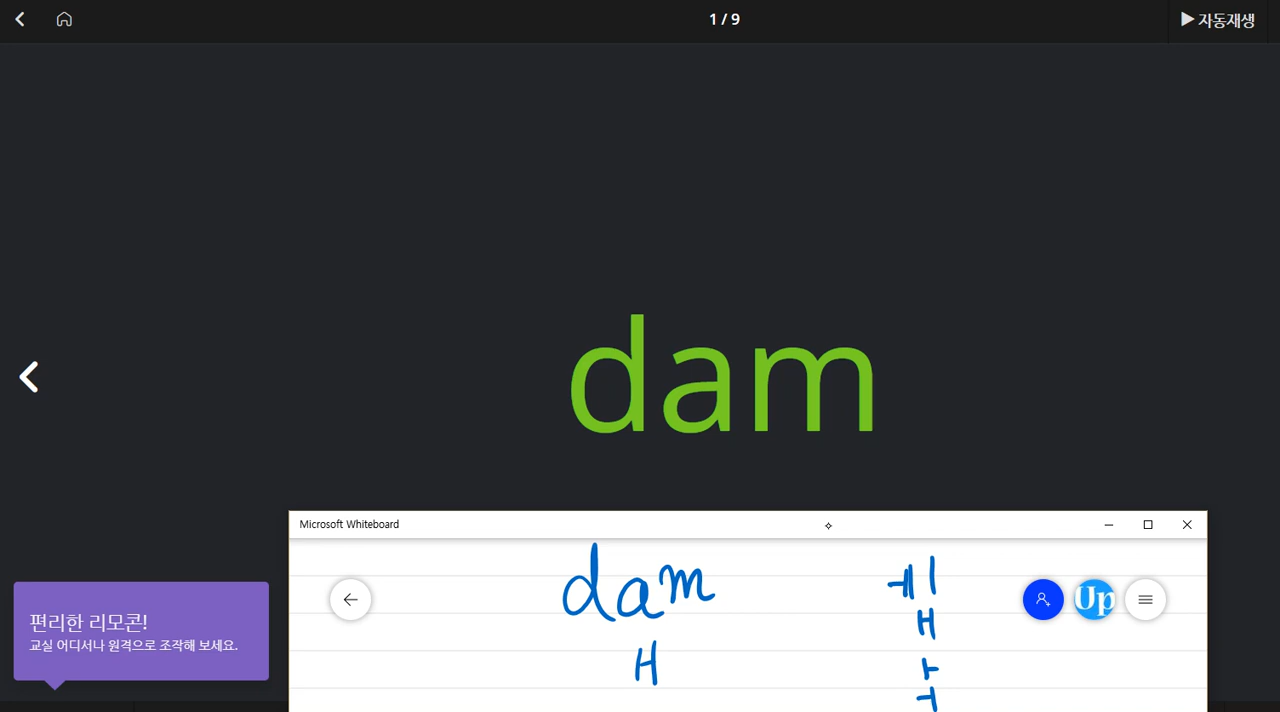 1 / 9
▶ 자동재생
dam
Microsoft Whiteboard
dam
ㅐ
Up
편리한 리모콘!
교실 어디서나 원격으로 조작해 보세요.
ㅔㅣ
ㅐ
ㅏ
ㅓ